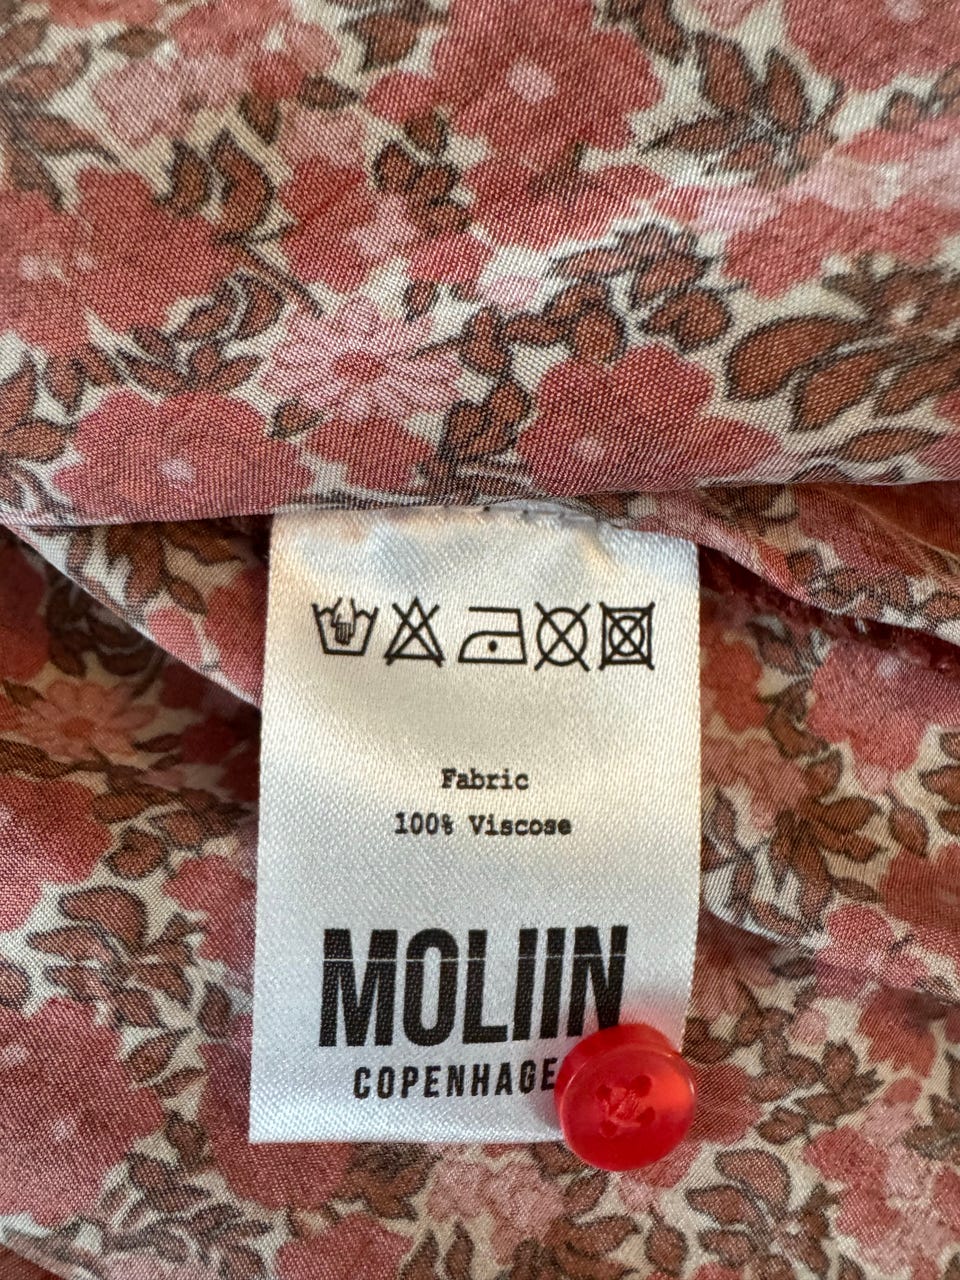 Fabric
100% Viscose
MOLIIN
COPENHAGE